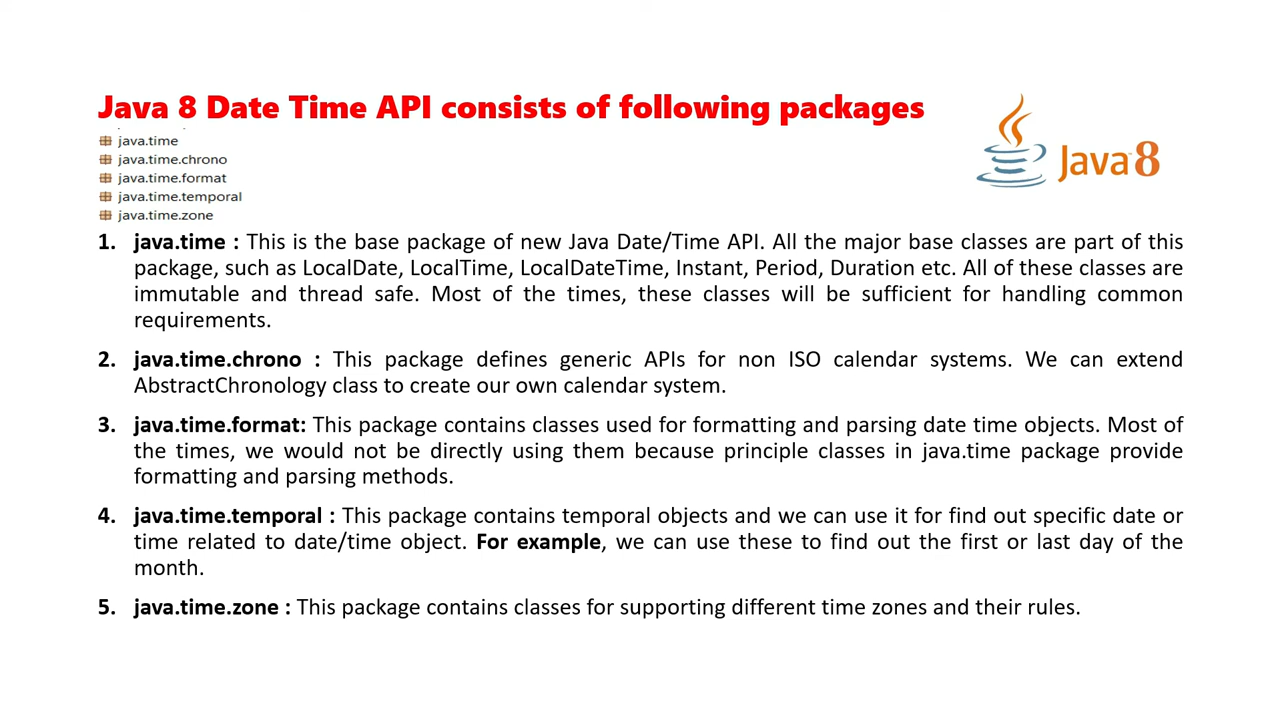 Java 8 Date Time API consists of following packages
java.time
java.time.chrono
java.time.format
java.time.temporal
java.time.zone
Java™8
1. java.time : This is the base package of new Java Date/Time API. All the major base classes are part of this
package, such as LocalDate, LocalTime, LocalDateTime, Instant, Period, Duration etc. All of these classes are
immutable and thread safe. Most of the times, these classes will be sufficient for handling common
requirements.
2. java.time.chrono : This package defines generic APIs for non ISO calendar systems. We can extend
AbstractChronology class to create our own calendar system.
3. java.time.format: This package contains classes used for formatting and parsing date time objects. Most of
the times, we would not be directly using them because principle classes in java.time package provide
formatting and parsing methods.
4. java.time.temporal : This package contains temporal objects and we can use it for find out specific date or
time related to date/time object. For example, we can use these to find out the first or last day of the
month.
5. java.time.zone : This package contains classes for supporting different time zones and their rules.